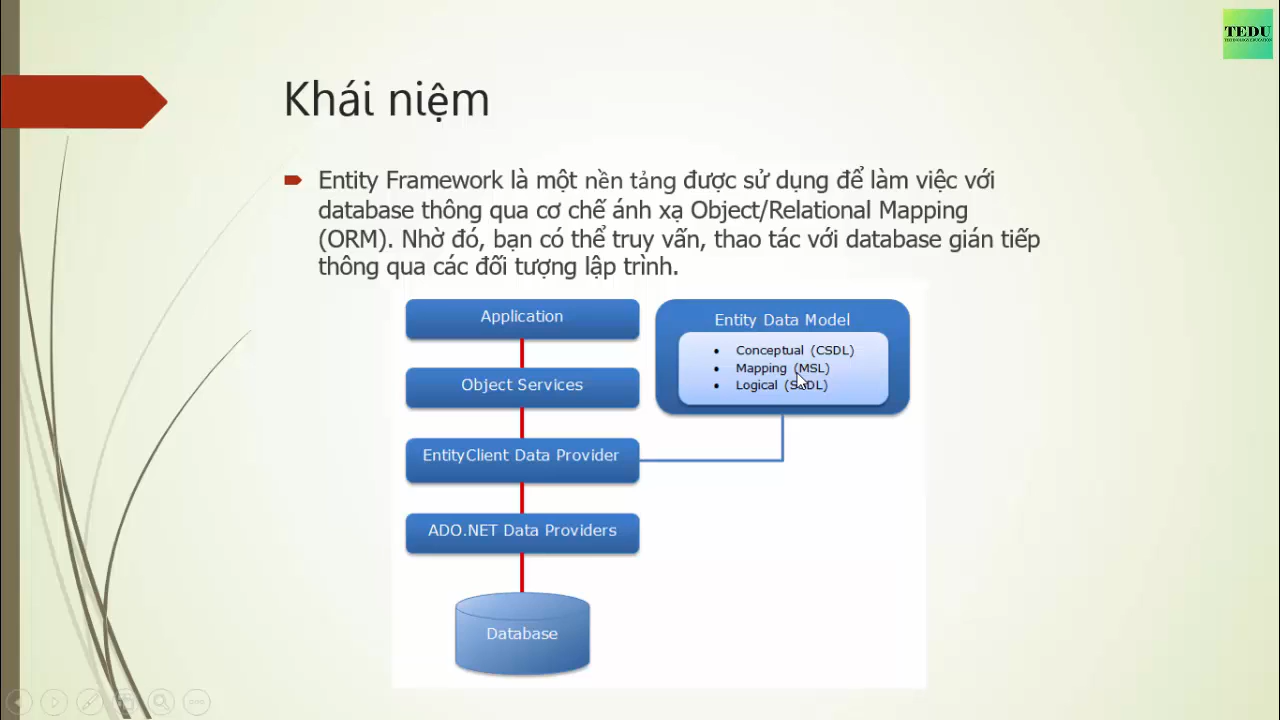 TEDU
TECHNOLOGY EDUCATION
Khái niệm
Entity Framework là một nền tảng được sử dụng để làm việc với
database thông qua cơ chế ánh xạ Object/Relational Mapping
(ORM). Nhờ đó, bạn có thể truy vấn, thao tác với database gián tiếp
thông qua các đối tượng lập trình.
Application
Object Services
EntityClient Data Provider
ADO.NET Data Providers
Database
Entity Data Model
• Conceptual (CSDL)
• Mapping (MSL)
• Logical (SSDL)